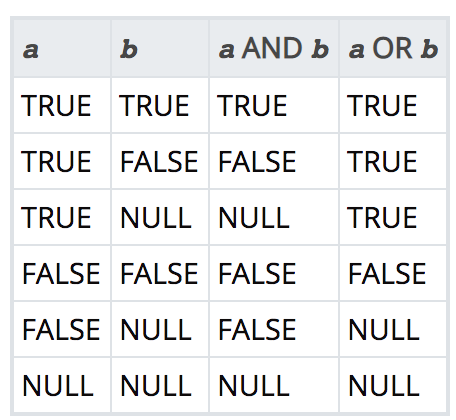 a b a AND b a OR b
TRUE TRUE TRUE TRUE
TRUE FALSE FALSE TRUE
TRUE NULL NULL TRUE
FALSE FALSE FALSE FALSE
FALSE NULL FALSE NULL
NULL NULL NULL NULL